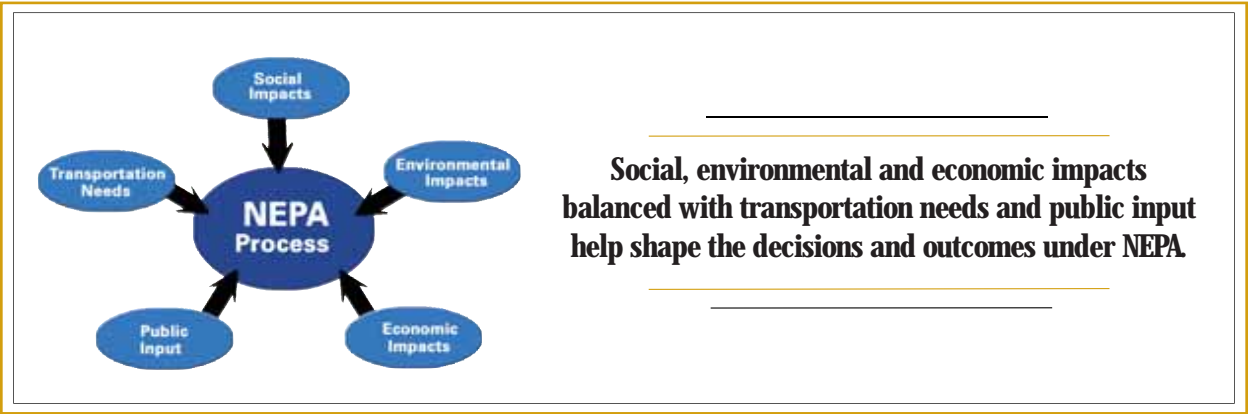 Social
Impacts
Transportation
Needs
Environmental
Impacts
NEPA
Process
Public
Input
Economic
Impacts
Social, environmental and economic impacts
balanced with transportation needs and public input
help shape the decisions and outcomes under NEPA.